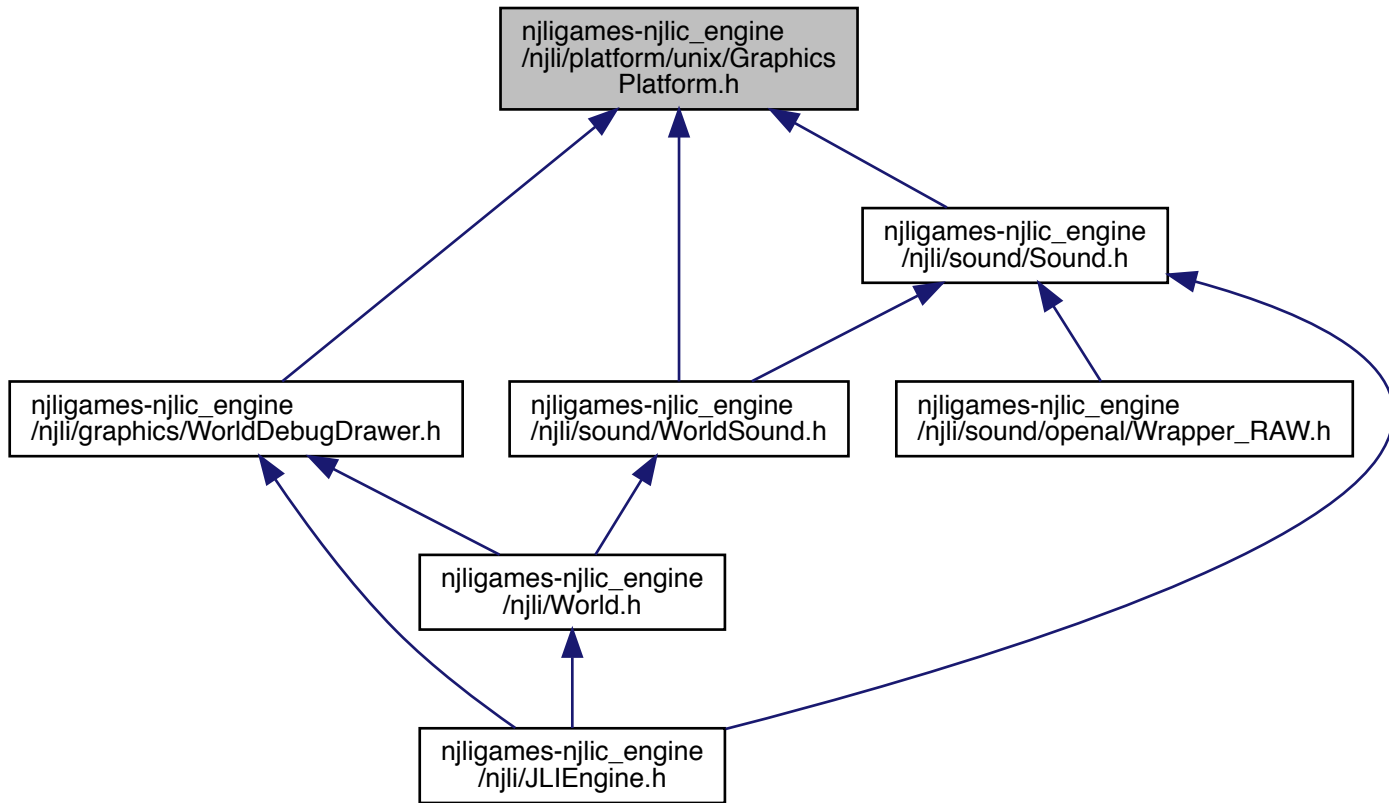 njligames-njlic_engine
/njli/platform/unix/Graphics
Platform.h
njligames-njlic_engine
/njli/sound/Sound.h
njligames-njlic_engine
/njli/graphics/WorldDebugDrawer.h
njligames-njlic_engine
/njli/sound/WorldSound.h
njligames-njlic_engine
/njli/sound/openal/Wrapper_RAW.h
njligames-njlic_engine
/njli/World.h
njligames-njlic_engine
/njli/JLIEngine.h